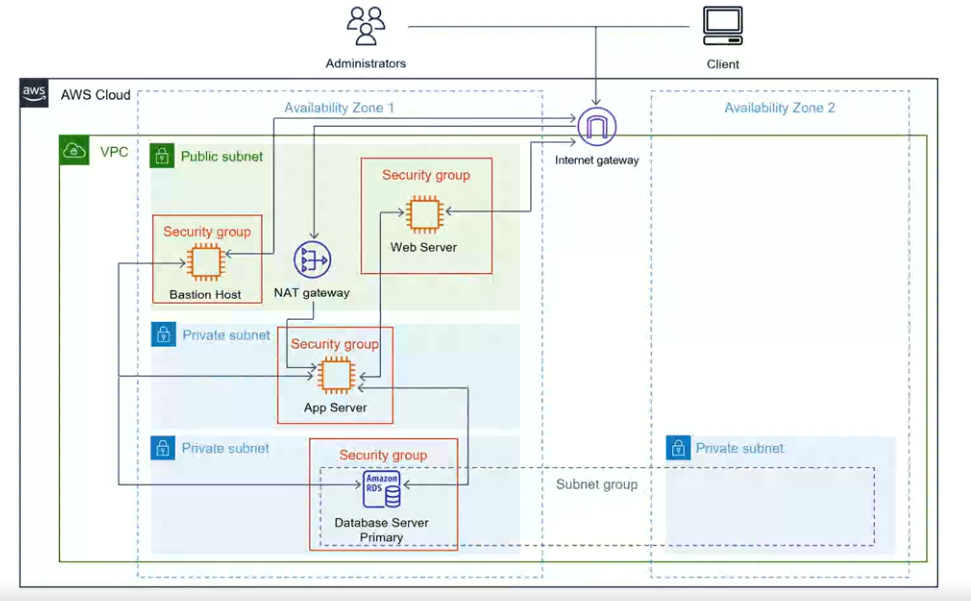 Administrators
Client
aws
AWS Cloud
Availability Zone 1
Availability Zone 2
VPC
Public subnet
Internet gateway
Security group
Web Server
Security group
Bastion Host
NAT gateway
Private subnet
Security group
App Server
Private subnet
Security group
Private subnet
Amazon
RDS
Subnet group
Database Server
Primary